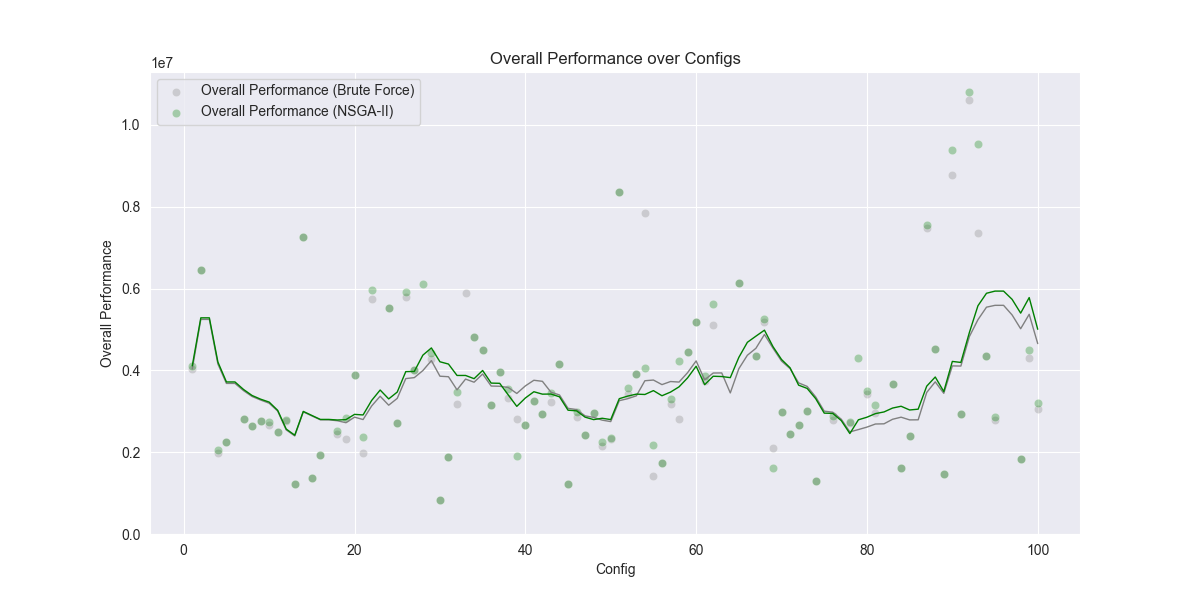 Overall Performance over Configs
1e7
Overall Performance (Brute Force)
Overall Performance (NSGA-II)
1.0
0.8
0.6
0.4
0.2
0.0
Overall Performance
0 20 40 60 80 100
Config